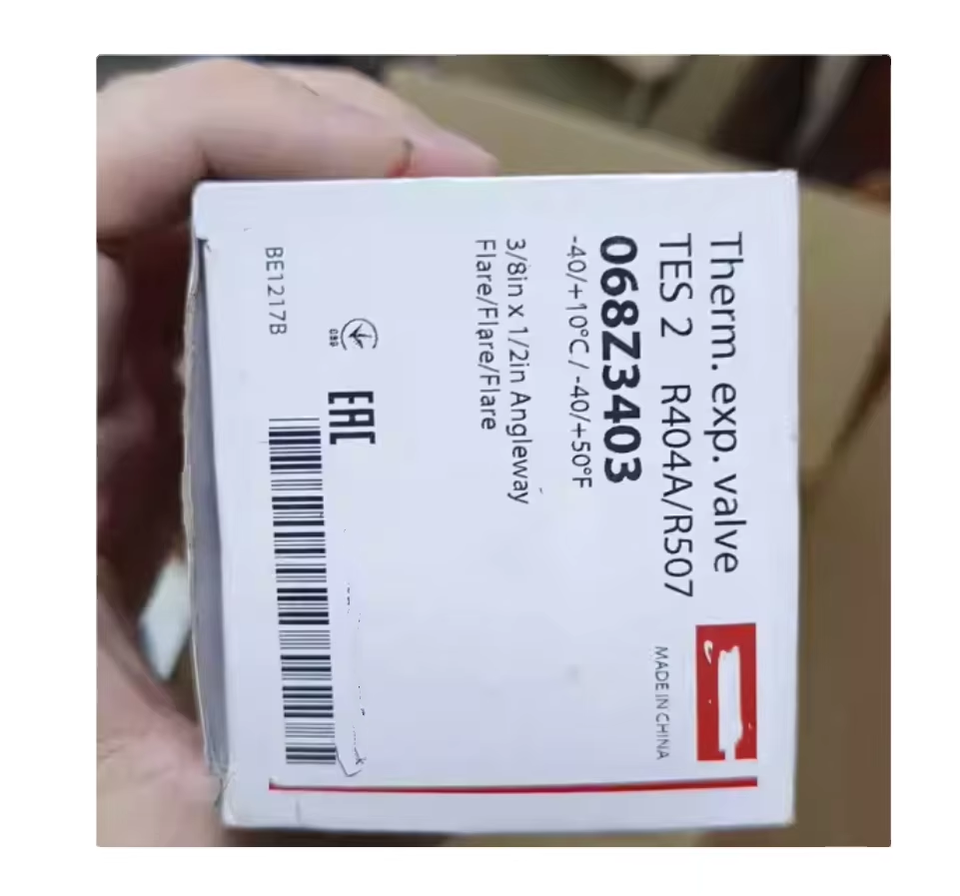 Therm. exp. valve
TES 2 R404A/R507
068Z3403
-40/+10°C / -40/+50°F
3/8in x 1/2in Angleway
Flare/Flare/Flare
MADE IN CHINA
EAC
BE1217B